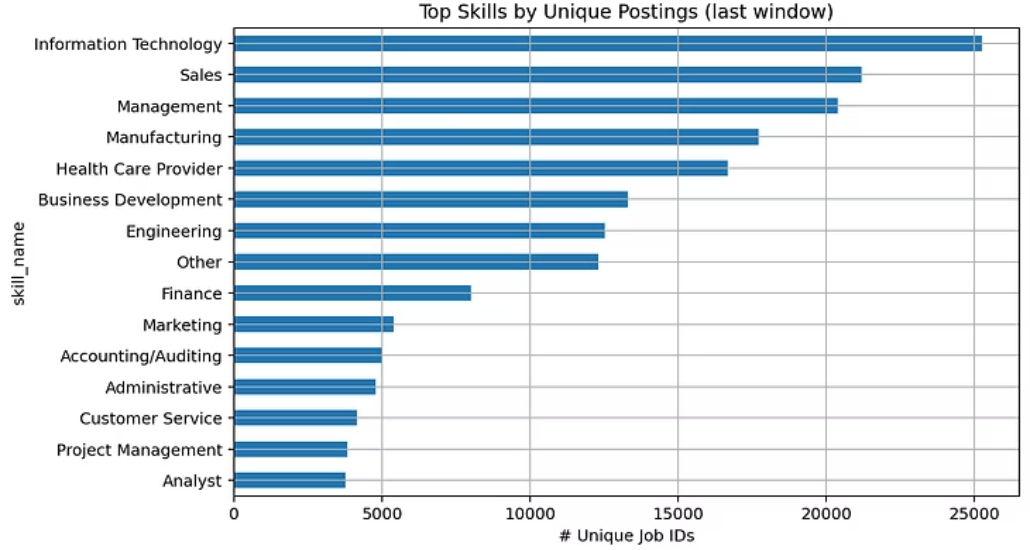 Top Skills by Unique Postings (last window)
Information Technology
Sales
Management
Manufacturing
Health Care Provider
Business Development
Engineering
Other
Finance
Marketing
Accounting/Auditing
Administrative
Customer Service
Project Management
Analyst
skill_name
0 5000 10000 15000 20000 25000
# Unique Job IDs